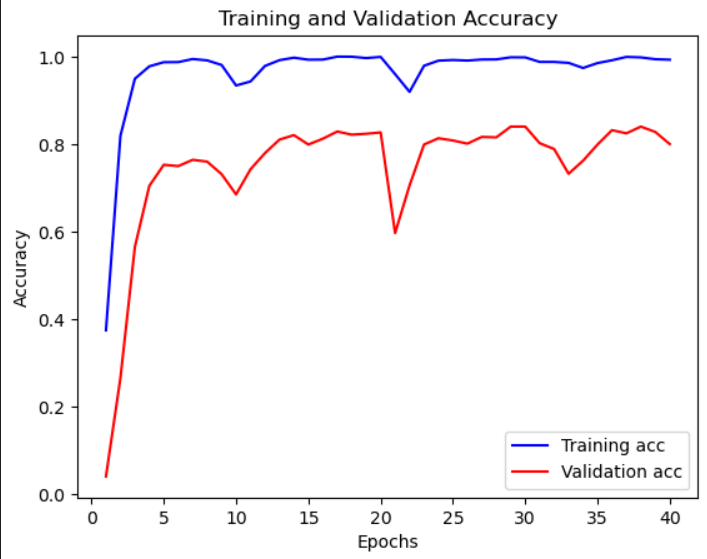 Training and Validation Accuracy
1.0
0.8
0.6
0.4
0.2
0.0
Accuracy
Training acc
Validation acc
0 5 10 15 20 25 30 35 40
Epochs